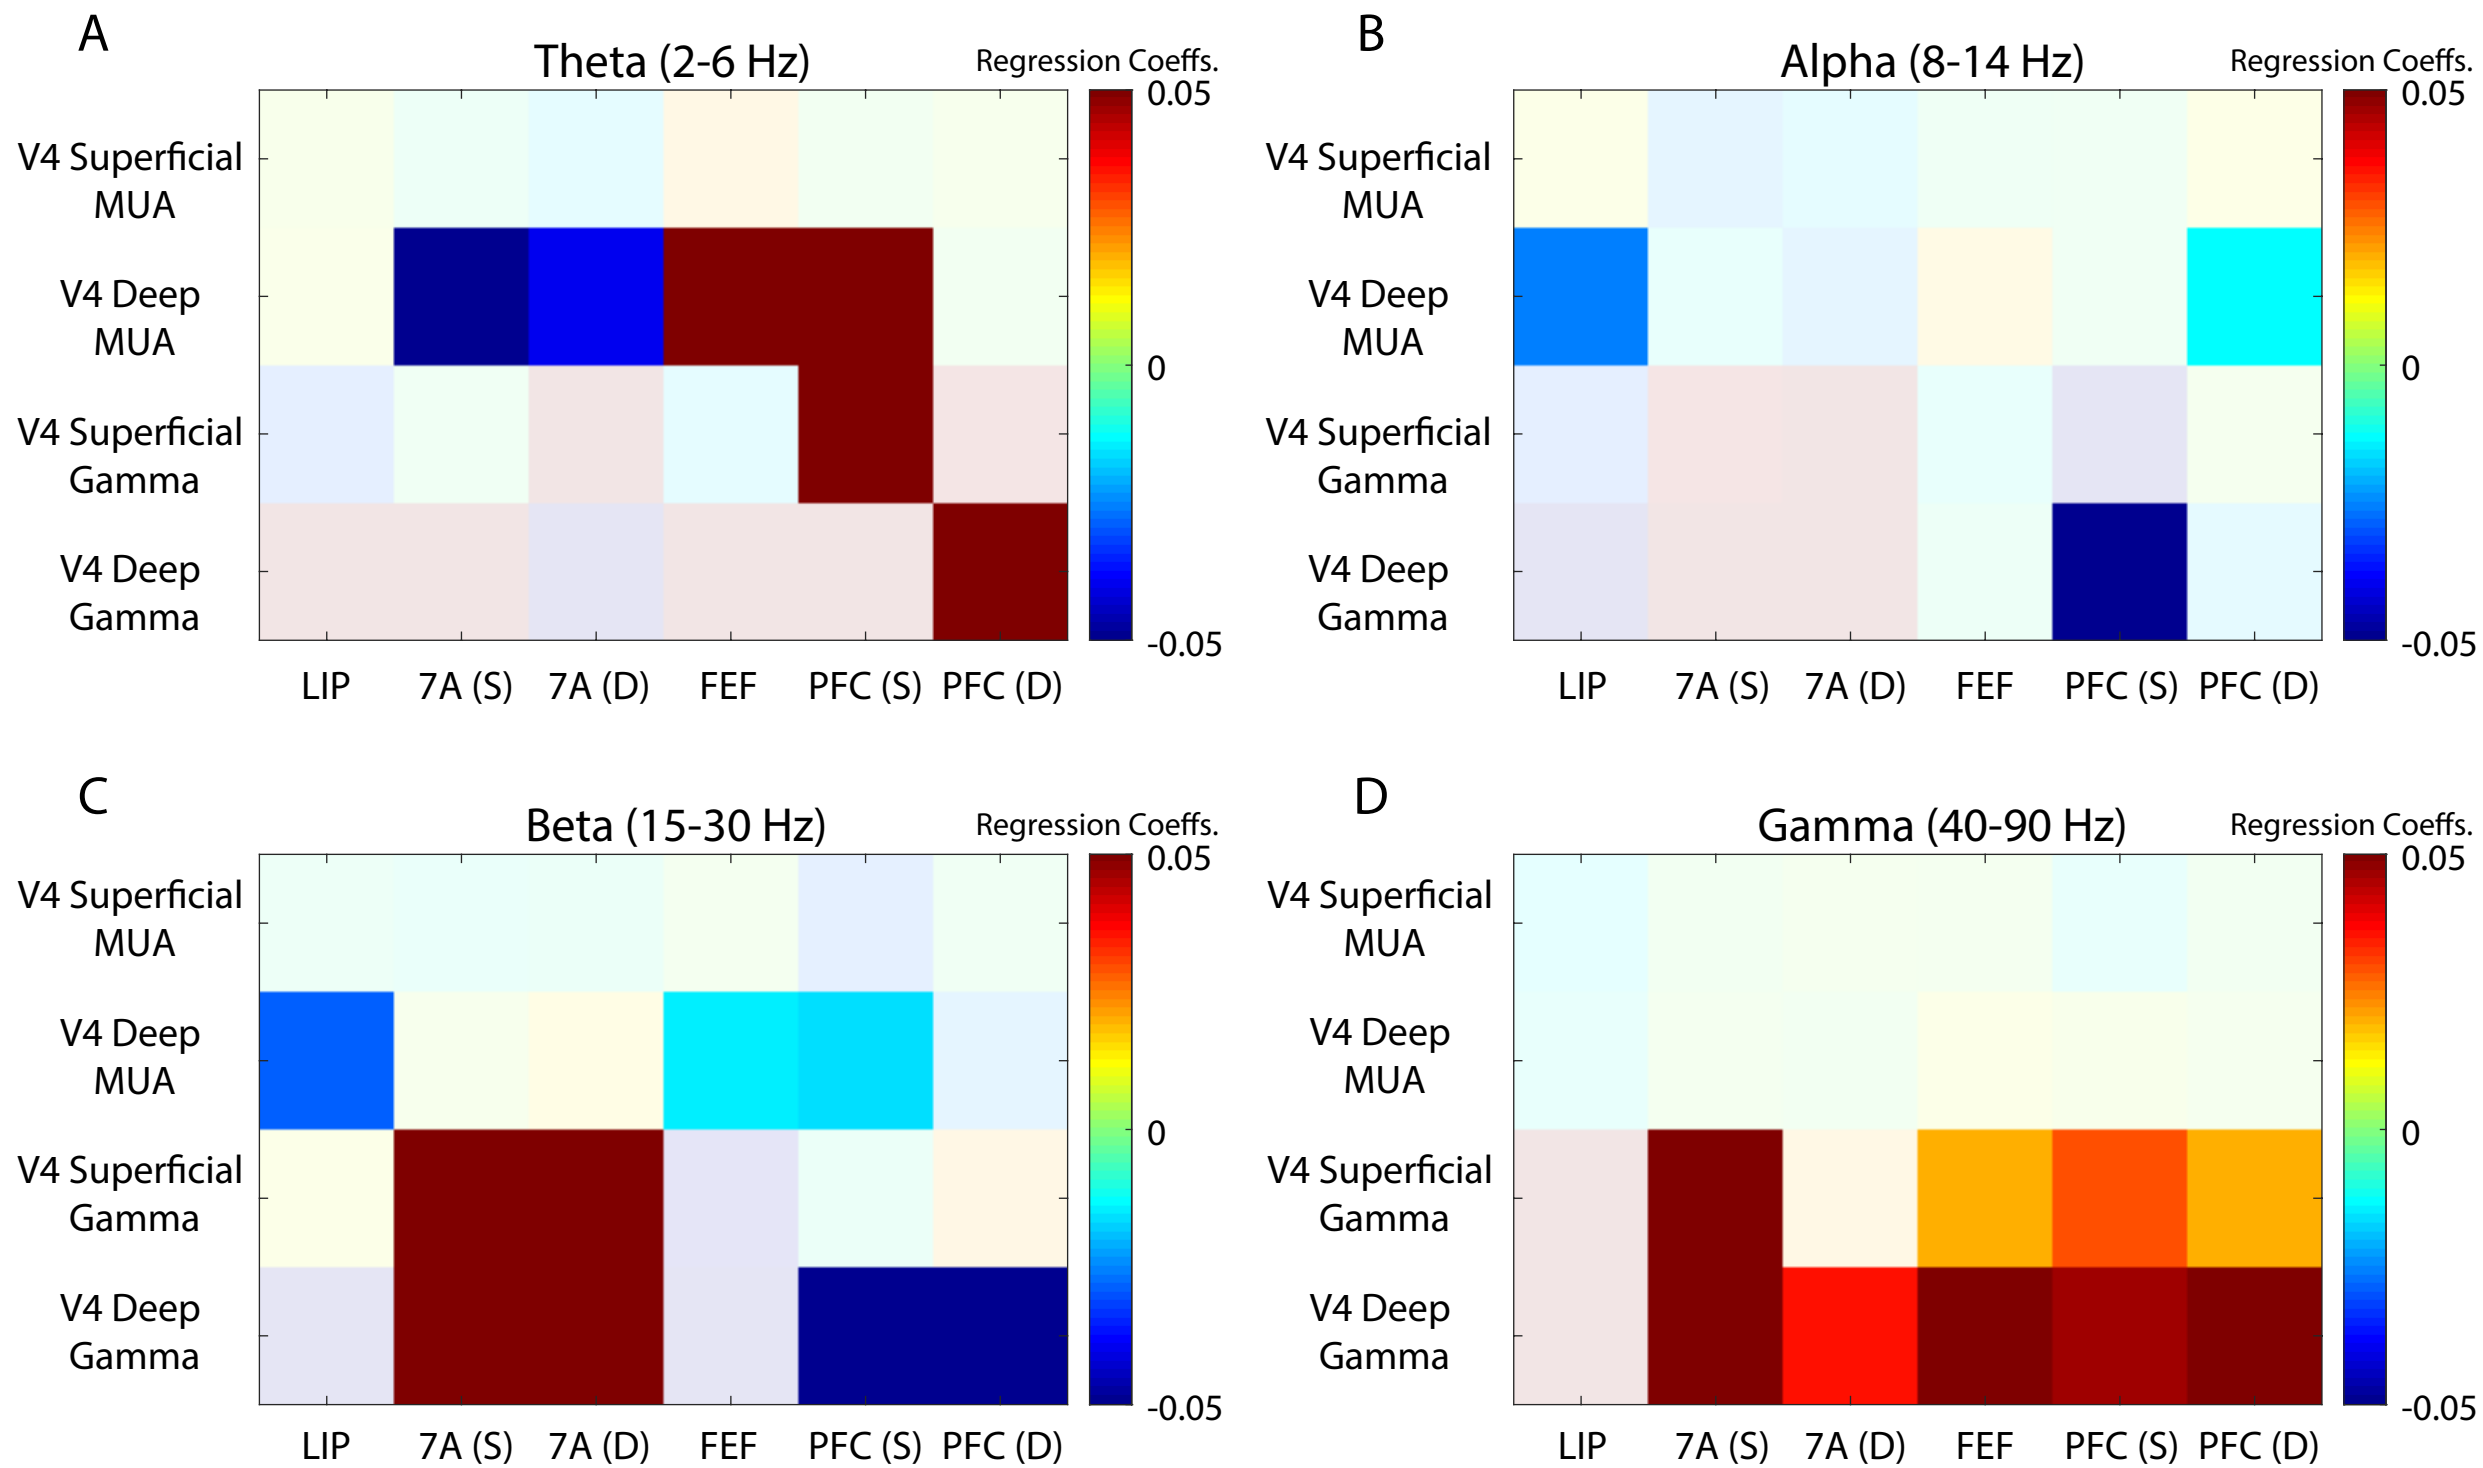 A
Theta (2-6 Hz)
Regression Coeffs.
0.05
V4 Superficial
MUA
V4 Deep
MUA
0
V4 Superficial
Gamma
V4 Deep
Gamma
-0.05
LIP 7A (S) 7A (D) FEF PFC (S) PFC (D)
B
Alpha (8-14 Hz)
Regression Coeffs.
0.05
V4 Superficial
MUA
V4 Deep
MUA
0
V4 Superficial
Gamma
V4 Deep
Gamma
-0.05
LIP 7A (S) 7A (D) FEF PFC (S) PFC (D)
C
Beta (15-30 Hz)
Regression Coeffs.
0.05
V4 Superficial
MUA
V4 Deep
MUA
0
V4 Superficial
Gamma
V4 Deep
Gamma
-0.05
LIP 7A (S) 7A (D) FEF PFC (S) PFC (D)
D
Gamma (40-90 Hz)
Regression Coeffs.
0.05
V4 Superficial
MUA
V4 Deep
MUA
0
V4 Superficial
Gamma
V4 Deep
Gamma
-0.05
LIP 7A (S) 7A (D) FEF PFC (S) PFC (D)